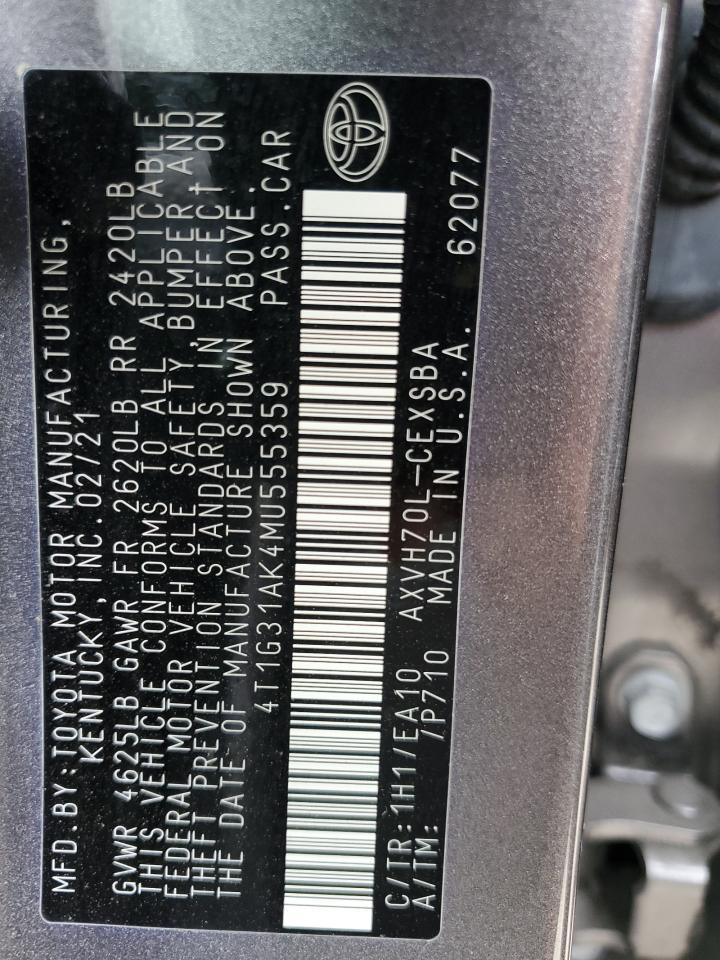 MFD.BY:TOYOTA MOTOR MANUFACTURING,
KENTUCKY,INC.02/21
GVWR 4625LB GAWR FR 2620LB RR 2420LB
THIS VEHICLE CONFORMS TO ALL APPLICABLE
FEDERAL MOTOR VEHICLE SAFETY,BUMPER AND
THEFT PREVENTION STANDARDS IN EFFECT ON
THE DATE OF MANUFACTURE SHOWN ABOVE.
4T1G31AK4MU555359 PASS.CAR
C/TR:1H1/EA10 AXVH70L-CEXSBA
A/TM: /P710 MADE IN U.S.A. 62077